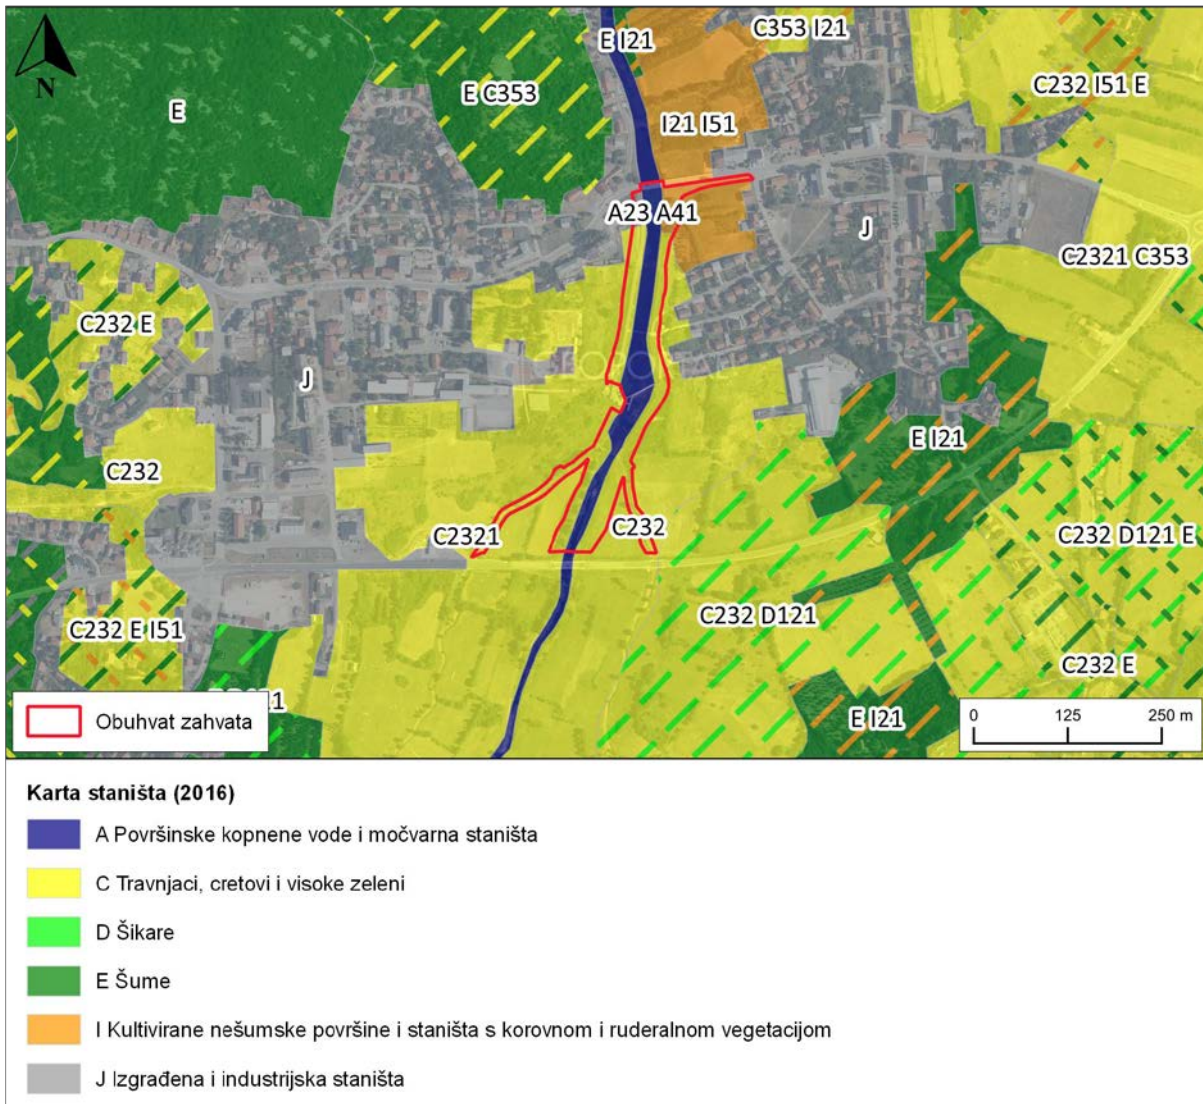 E I21
C353 I21
E C353
C232 I51 E
N
E
I21 I51
A23 A41
J
C2321 C353
C232 E
J
E I21
C232
C2321
C232
C232 D121 E
C232 D121
C232 E I51
C232 E
E I21
Obuhvat zahvata
0 125 250 m
Karta staništa (2016)
A Površinske kopnene vode i močvarna staništa
C Travnjaci, cretovi i visoke zeleni
D Šikare
E Šume
I Kultivirane nešumske površine i staništa s korovnom i ruderalnom vegetacijom
J Izgrađena i industrijska staništa